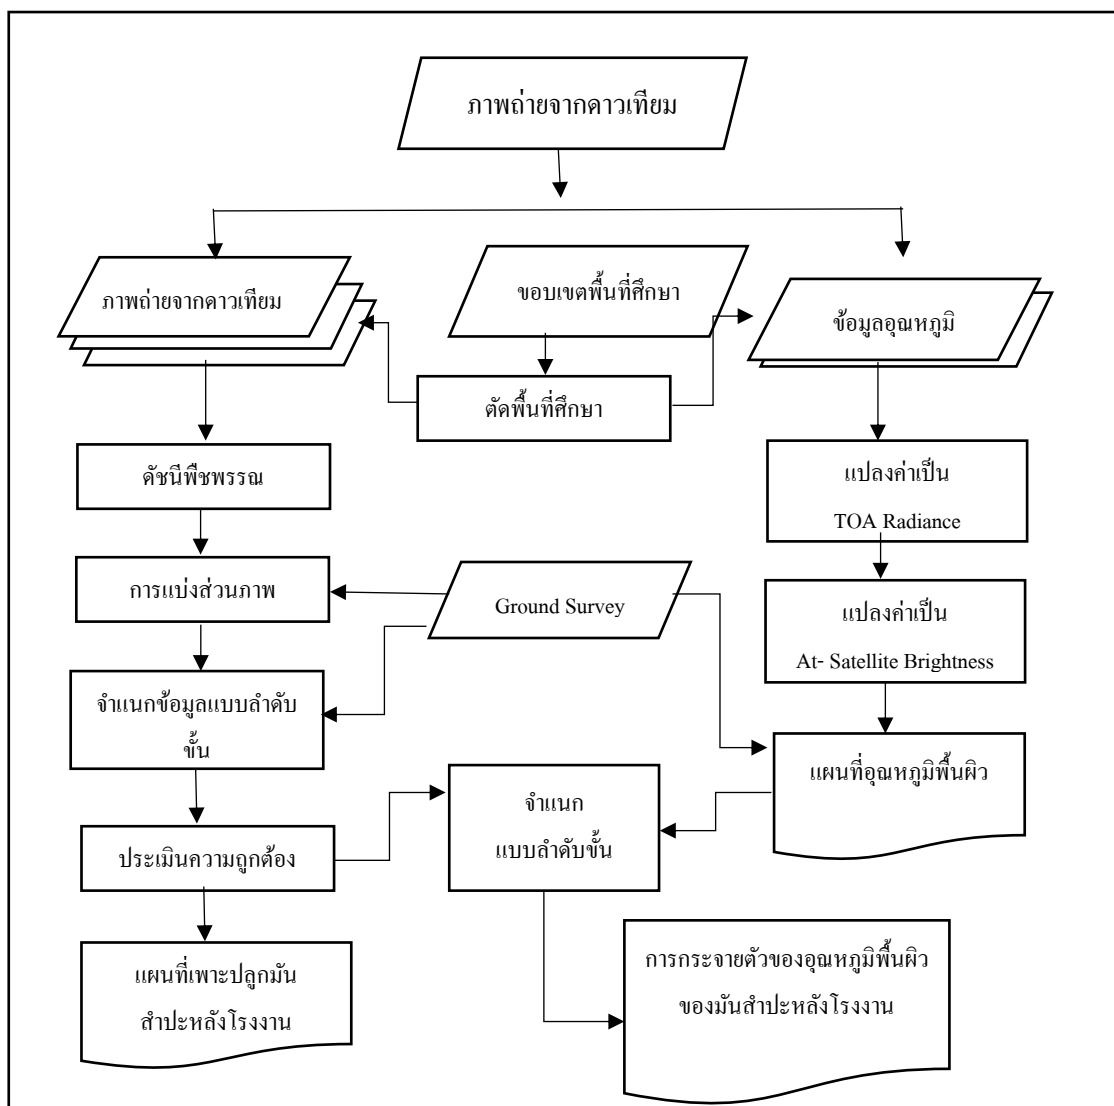 ภาพถ่ายจากดาวเทียม
ภาพถ่ายจากดาวเทียม
ขอบเขตพื้นที่ศึกษา
ข้อมูลอุณหภูมิ
ตัดพื้นที่ศึกษา
ดัชนีพืชพรรณ
แปลงค่าเป็น
TOA Radiance
การแบ่งส่วนภาพ
Ground Survey
แปลงค่าเป็น
At- Satellite Brightness
จำแนกข้อมูลแบบลำดับ
ขั้น
แผนที่อุณหภูมิพื้นผิว
จำแนก
แบบลำดับขั้น
ประเมินความถูกต้อง
แผนที่เพาะปลูกมัน
สำปะหลังโรงงาน
การกระจายตัวของอุณหภูมิพื้นผิว
ของมันสำปะหลังโรงงาน